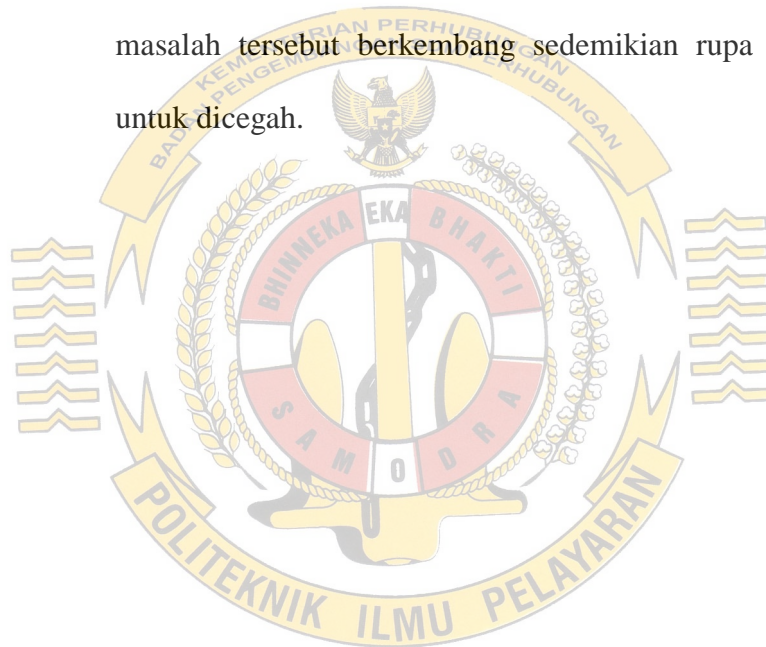 masalah tersebut berkembang sedemikian rupa
untuk dicegah.
KEMENTERIAN PERHUBUNGAN
BADAN PENGEMBANGAN SDM PERHUBUNGAN
BHINNEKA EKA BHAKTI
SAMODRA
POLITEKNIK ILMU PELAYARAN